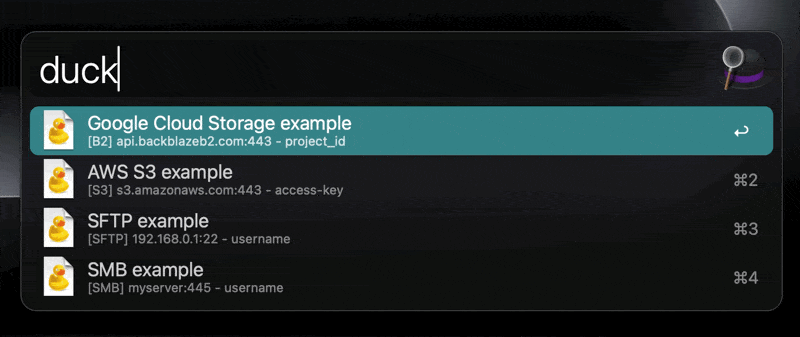 duck
Google Cloud Storage example
[B2] api.backblazeb2.com:443 - project_id
↩
AWS S3 example
[S3] s3.amazonaws.com:443 - access-key
⌘2
SFTP example
[SFTP] 192.168.0.1:22 - username
⌘3
SMB example
[SMB] myserver:445 - username
⌘4